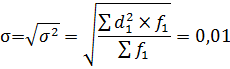 σ=√σ² = √(∑ d₁² × f₁ / ∑ f₁) = 0,01